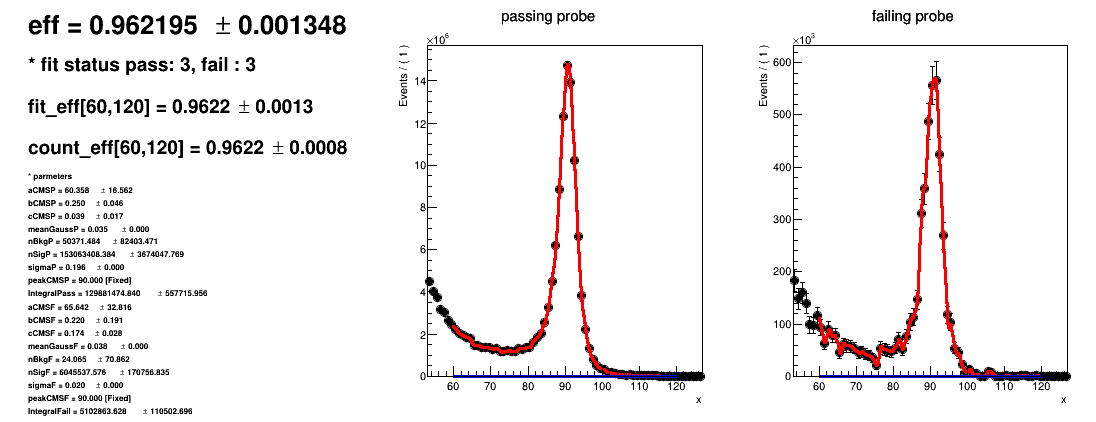 eff = 0.962195 ± 0.001348
* fit status pass: 3, fail : 3
fit_eff[60,120] = 0.9622 ± 0.0013
count_eff[60,120] = 0.9622 ± 0.0008
* parmeters
aCMSP = 60.358 ± 16.562
bCMSP = 0.250 ± 0.046
cCMSP = 0.039 ± 0.017
meanGaussP = 0.035 ± 0.000
nBkgP = 50371.484 ± 82403.471
nSigP = 153063408.384 ± 3674047.769
sigmaP = 0.196 ± 0.000
peakCMSP = 90.000 [Fixed]
IntegralPass = 129881474.840 ± 557715.956
aCMSF = 65.642 ± 32.816
bCMSF = 0.220 ± 0.191
cCMSF = 0.174 ± 0.028
meanGaussF = 0.038 ± 0.000
nBkgF = 24.065 ± 70.862
nSigF = 6045537.576 ± 170756.835
sigmaF = 0.020 ± 0.000
peakCMSF = 90.000 [Fixed]
IntegralFail = 5102863.628 ± 110502.696
passing probe
×10⁶
Events / ( 1 )
14
12
10
8
6
4
2
0
60 70 80 90 100 110 120
x
failing probe
×10³
Events / ( 1 )
600
500
400
300
200
100
0
60 70 80 90 100 110 120
x